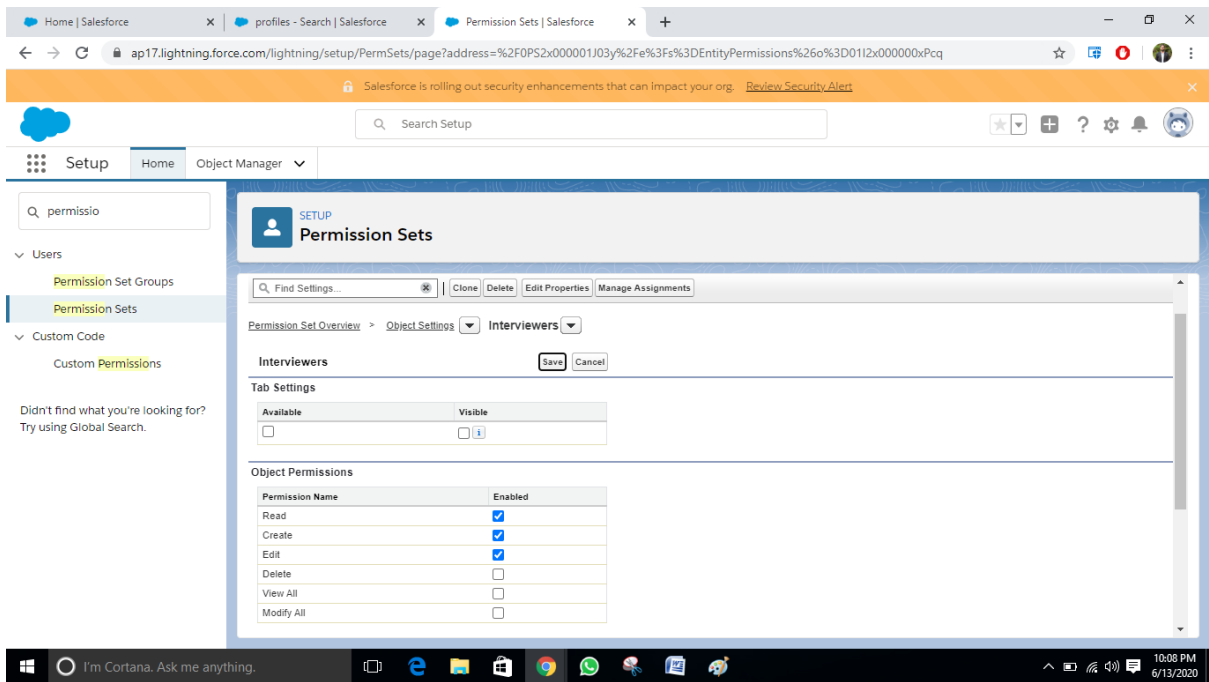 Home | Salesforce
profiles - Search | Salesforce
Permission Sets | Salesforce
ap17.lightning.force.com/lightning/setup/PermSets/page?address=%2F0PS2x000001J03y%2Fe%3Fs%3DEntityPermissions%26o%3D01I2x000000xPcq
Salesforce is rolling out security enhancements that can impact your org. Review Security Alert
Search Setup
Setup Home Object Manager
permissio
Users
Permission Set Groups
Permission Sets
Custom Code
Custom Permissions
Didn't find what you're looking for?
Try using Global Search.
SETUP
Permission Sets
Find Settings... Clone Delete Edit Properties Manage Assignments
Permission Set Overview > Object Settings Interviewers
Interviewers Save Cancel
Tab Settings
Available Visible
i
Object Permissions
Permission Name Enabled
Read
Create
Edit
Delete
View All
Modify All
I'm Cortana. Ask me anything.
10:08 PM
6/13/2020